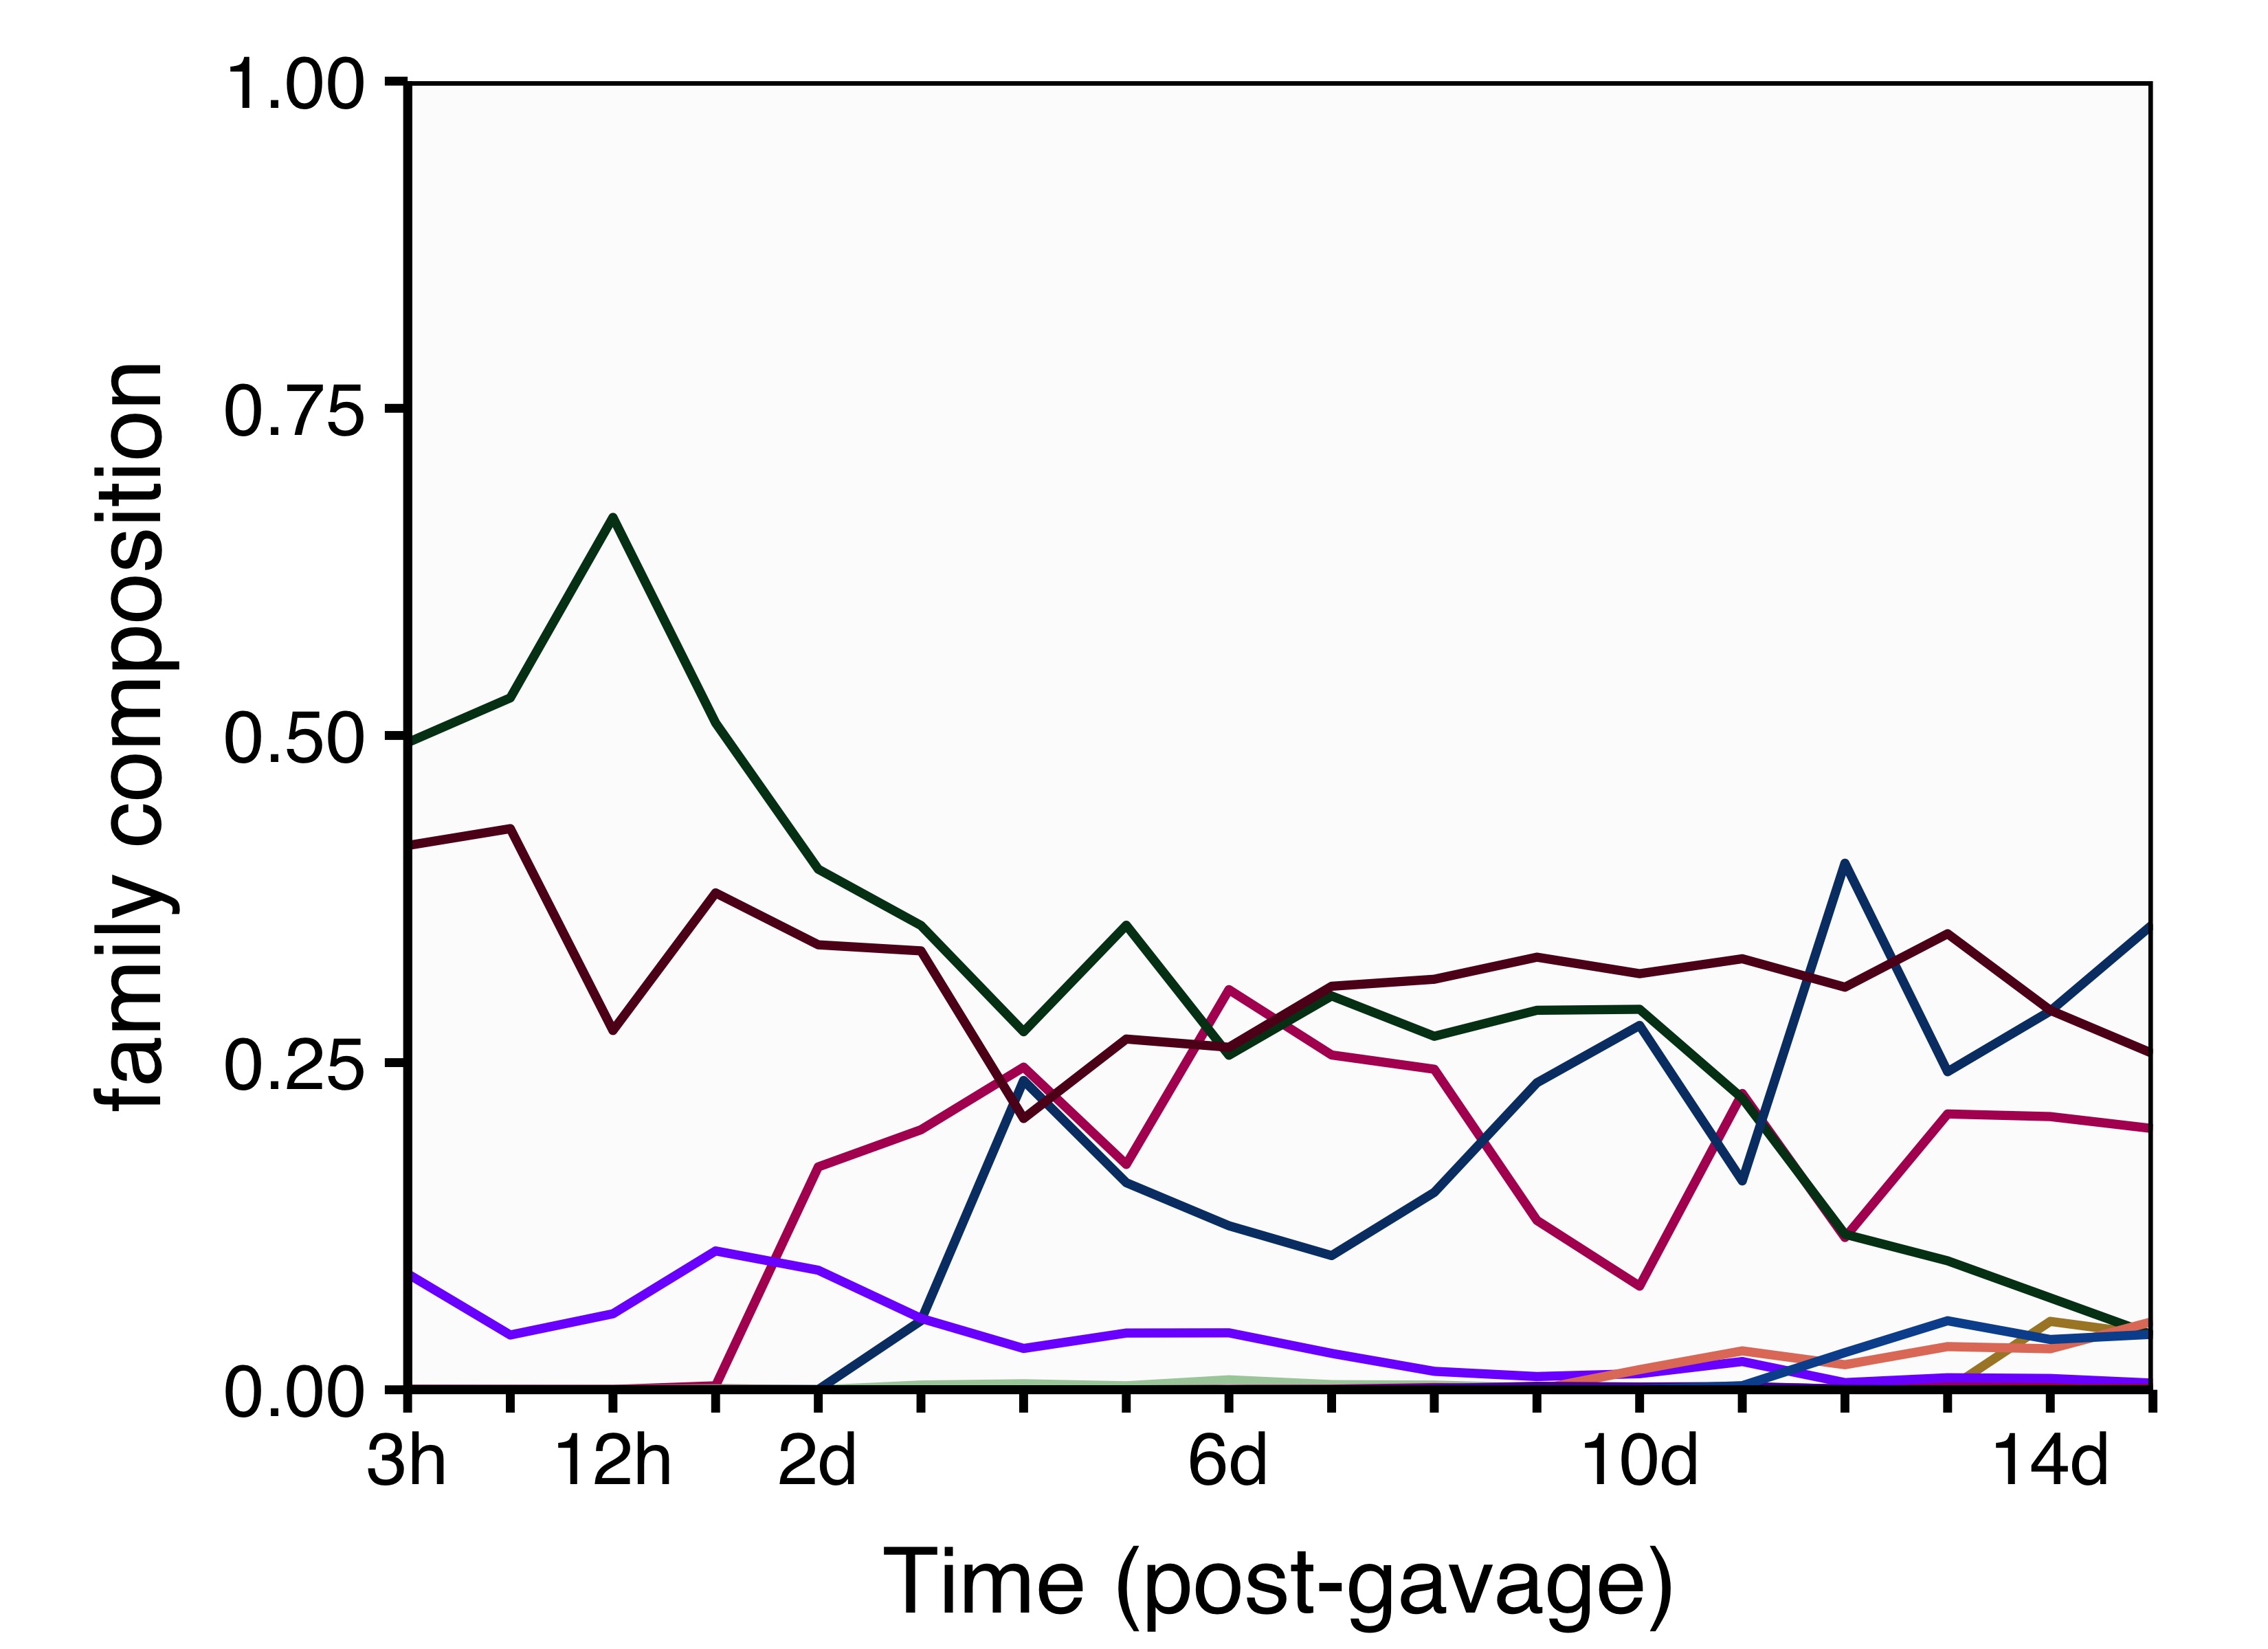 1.00
0.75
0.50
0.25
0.00
family composition
3h 12h 2d 6d 10d 14d
Time (post-gavage)